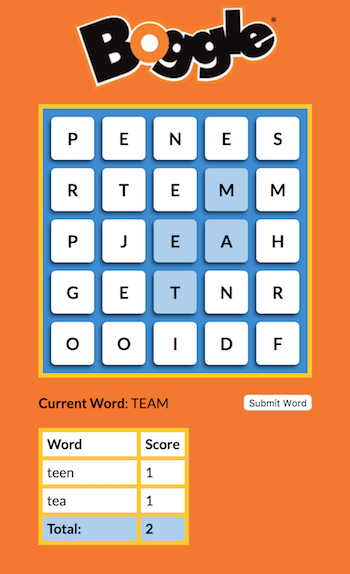 Boggle®
P E N E S
R T E M M
P J E A H
G E T N R
O O I D F
Current Word: TEAM Submit Word
Word Score
teen 1
tea 1
Total: 2